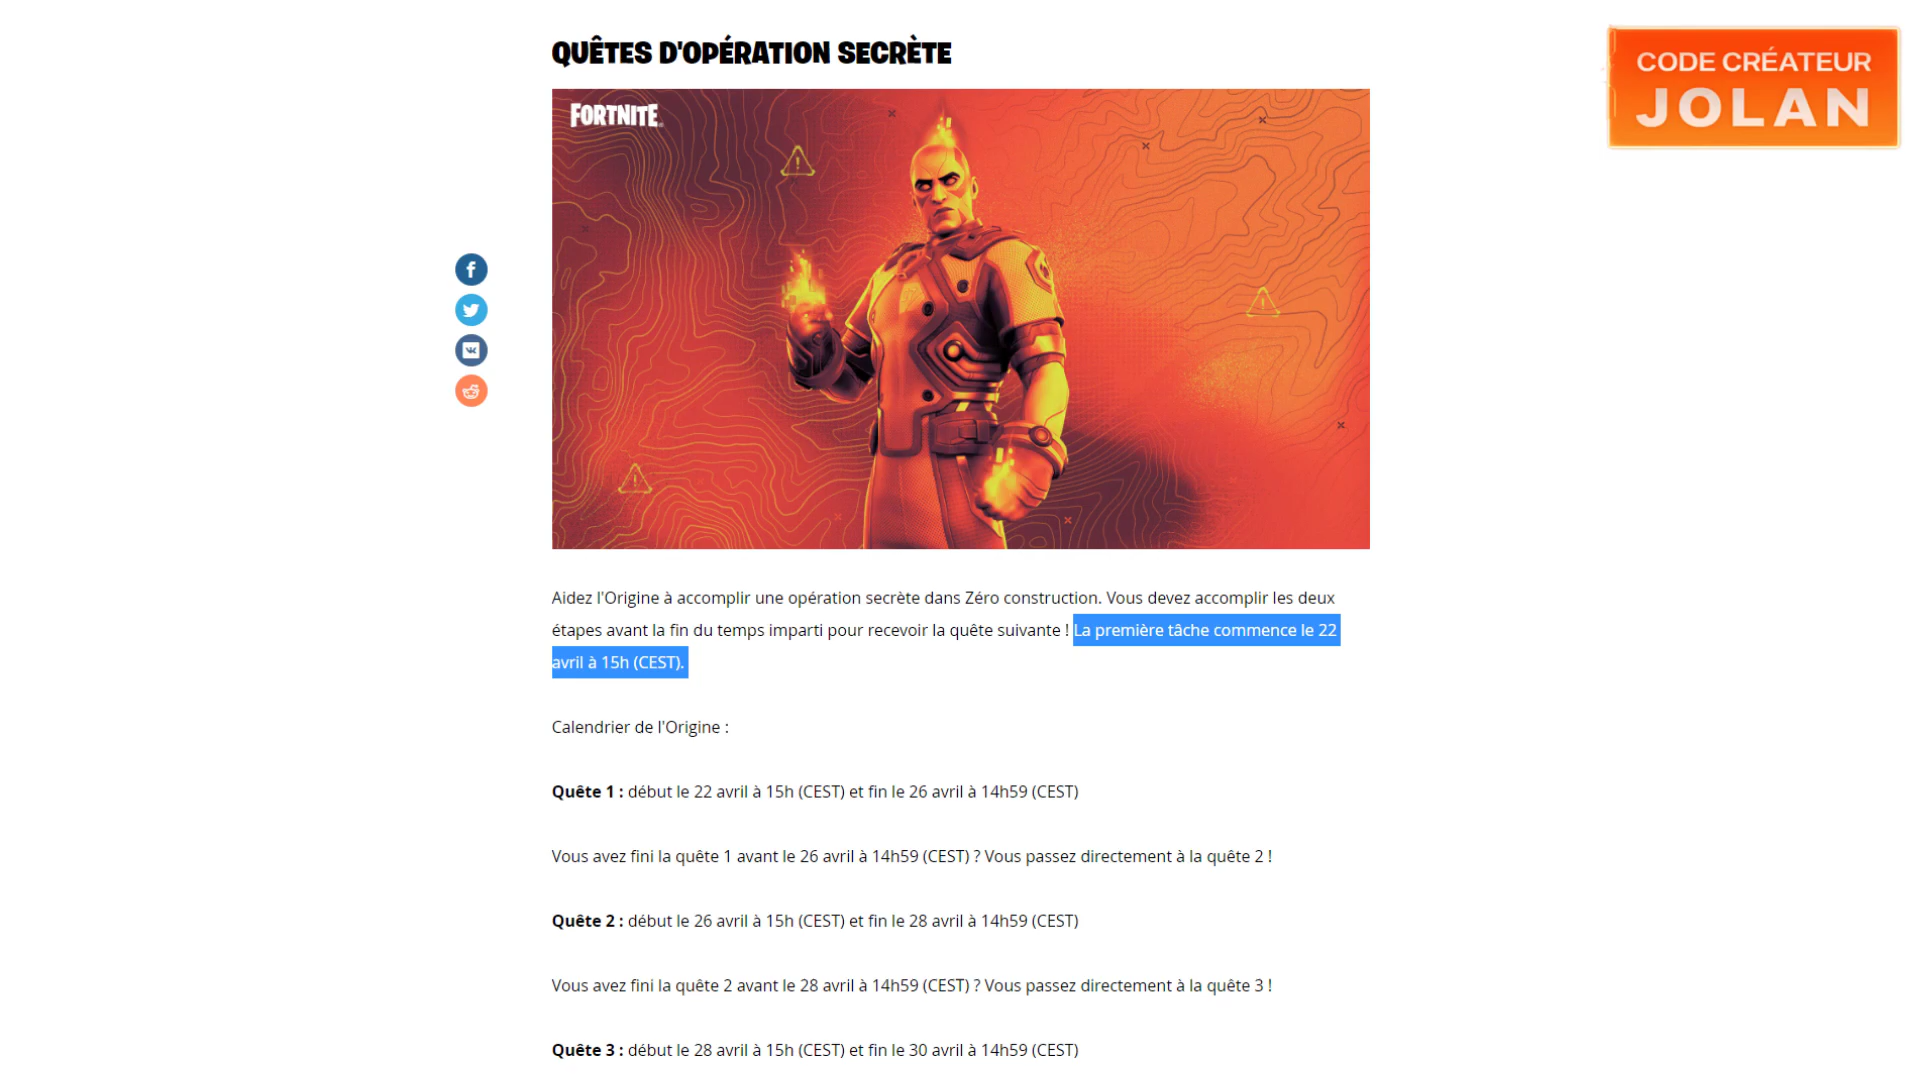 QUÊTES D'OPÉRATION SECRÈTE
CODE CRÉATEUR
JOLAN
FORTNITE
Aidez l'Origine à accomplir une opération secrète dans Zéro construction. Vous devez accomplir les deux
étapes avant la fin du temps imparti pour recevoir la quête suivante ! La première tâche commence le 22
avril à 15h (CEST).
Calendrier de l'Origine :
Quête 1 : début le 22 avril à 15h (CEST) et fin le 26 avril à 14h59 (CEST)
Vous avez fini la quête 1 avant le 26 avril à 14h59 (CEST) ? Vous passez directement à la quête 2 !
Quête 2 : début le 26 avril à 15h (CEST) et fin le 28 avril à 14h59 (CEST)
Vous avez fini la quête 2 avant le 28 avril à 14h59 (CEST) ? Vous passez directement à la quête 3 !
Quête 3 : début le 28 avril à 15h (CEST) et fin le 30 avril à 14h59 (CEST)